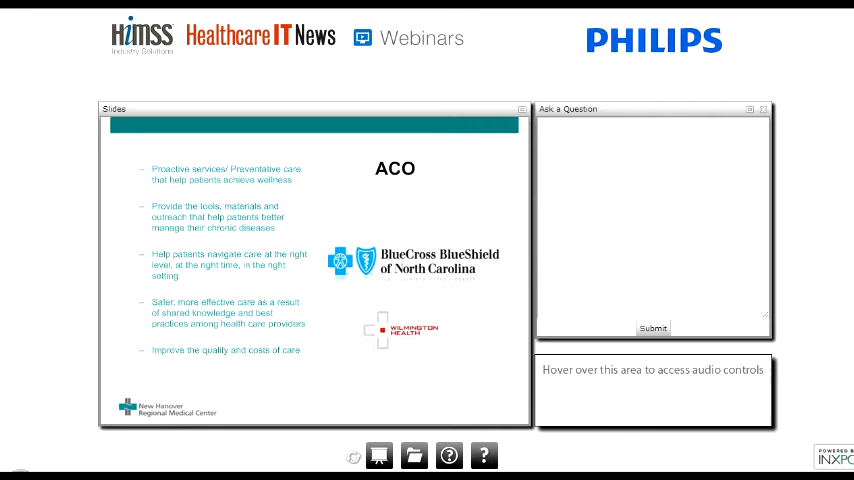 HiMSS
Industry Solutions
Healthcare IT News
Webinars
PHILIPS
Slides
Ask a Question
– Proactive services/ Preventative care
that help patients achieve wellness
– Provide the tools, materials and
outreach that help patients better
manage their chronic diseases
– Help patients navigate care at the right
level, at the right time, in the right
setting
– Safer, more effective care as a result
of shared knowledge and best
practices among health care providers
– Improve the quality and costs of care
ACO
BlueCross BlueShield
of North Carolina
WILMINGTON
HEALTH
New Hanover
Regional Medical Center
Submit
Hover over this area to access audio controls
POWERED B
INXPO